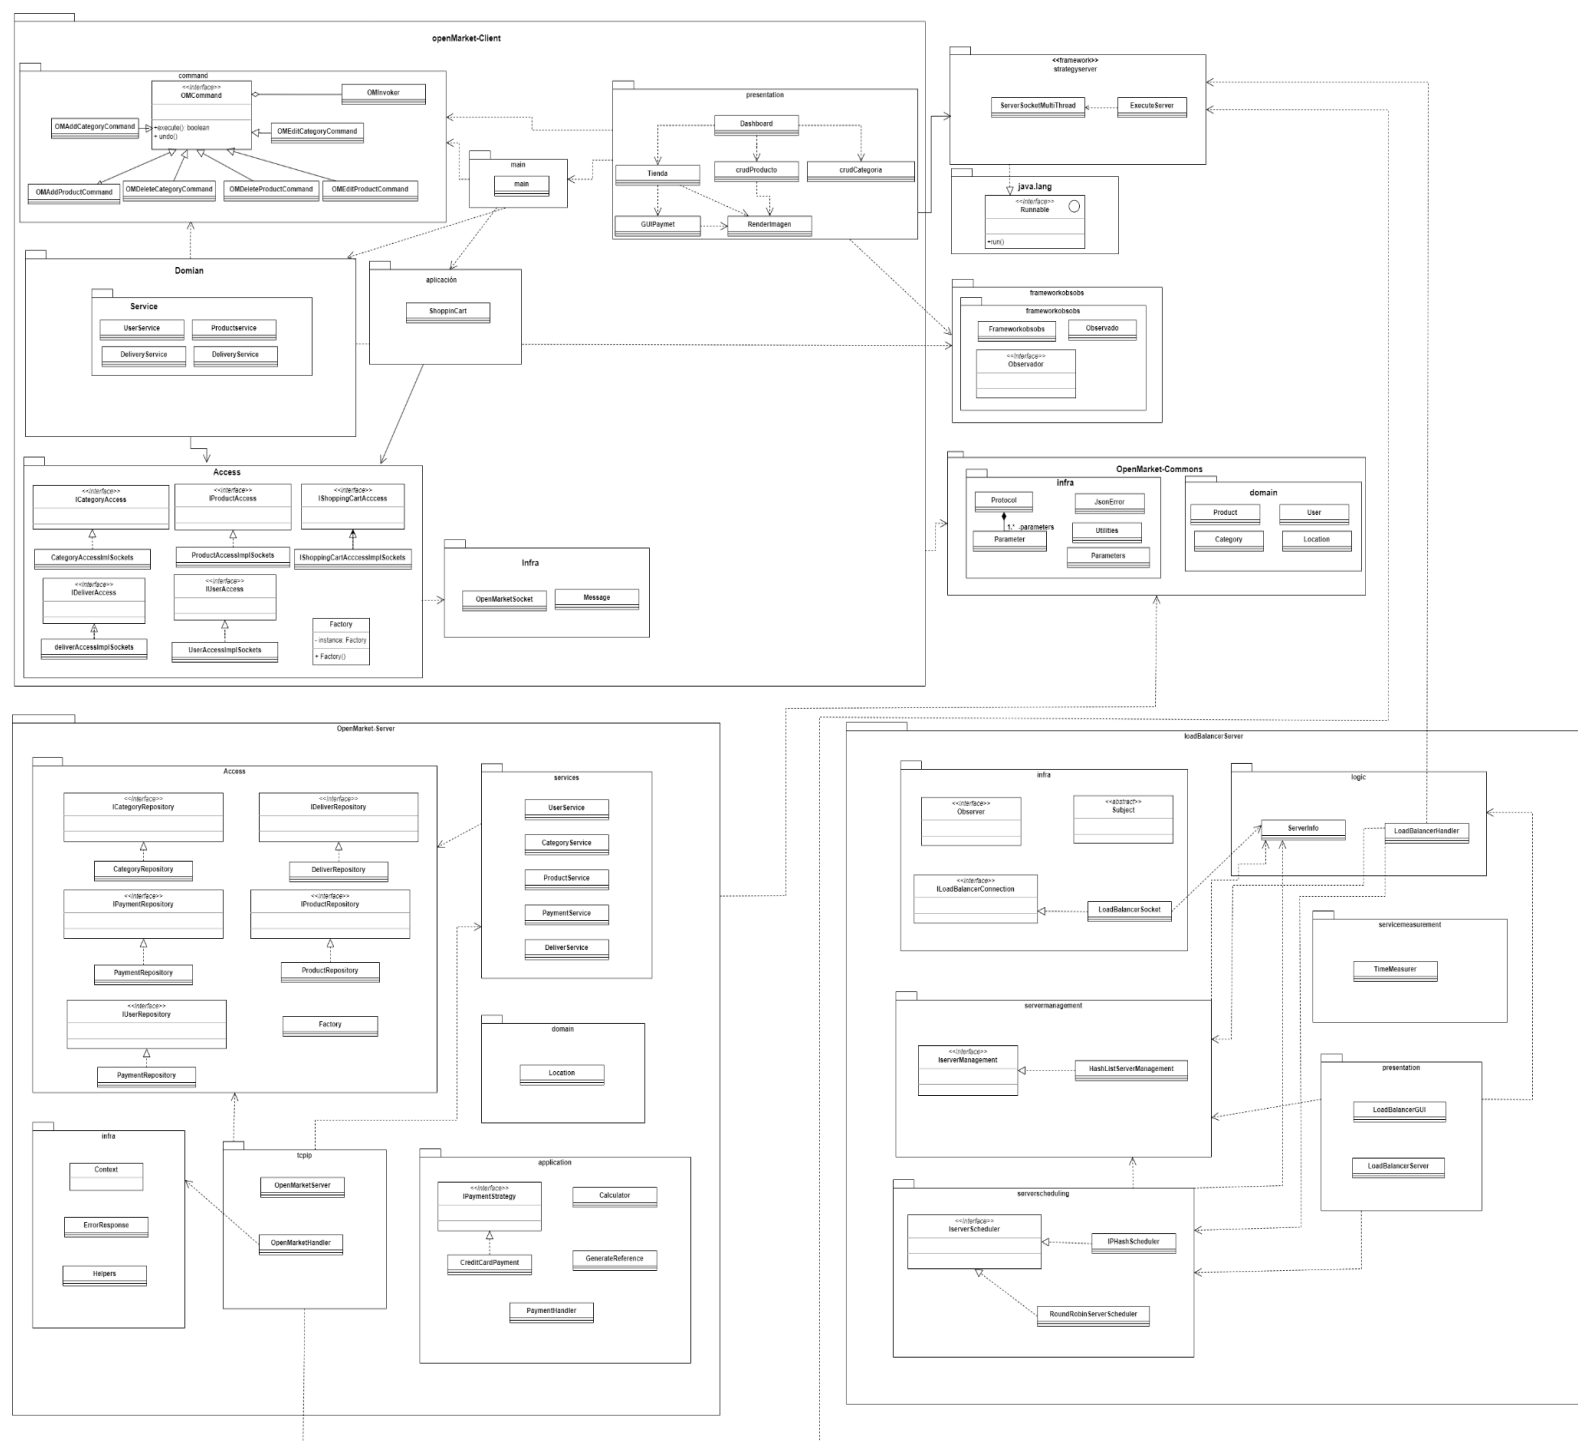 openMarket-Client
command
<<interface>>
OMCommand
+execute(): boolean
+ undo()
OMInvoker
OMAddCategoryCommand
OMEditCategoryCommand
OMAddProductCommand
OMDeleteCategoryCommand
OMDeleteProductCommand
OMEditProductCommand
main
main
presentation
Dashboard
Tienda
crudProducto
crudCategoria
GUIPaymet
RenderImagen
<<framework>>
strategyserver
ServerSocketMultiThread
ExecuteServer
java.lang
<<interface>>
Runnable
+run()
Domian
Service
UserService
Productservice
DeliveryService
DeliveryService
aplicación
ShoppinCart
frameworkobsobs
frameworkobsobs
Frameworkobsobs
Observado
<<interface>>
Observador
Access
<<interface>>
ICategoryAccess
<<interface>>
IProductAccess
<<interface>>
IShoppingCartAcccess
CategoryAccessImplSockets
ProductAccessImplSockets
IShoppingCartAcccessImplSockets
<<interface>>
IDeliverAccess
<<interface>>
IUserAccess
deliverAccessImplSockets
UserAccessImplSockets
Factory
- instance: Factory
+ Factory()
Infra
OpenMarketSocket
Message
OpenMarket-Commons
infra
Protocol
JsonError
1.* -parameters
Parameter
Utilities
Parameters
domain
Product
User
Category
Location
OpenMarket-Server
Access
<<interface>>
ICategoryRepository
<<interface>>
IDeliverRepository
CategoryRepository
DeliverRepository
<<interface>>
IPaymentRepository
<<interface>>
IProductRepository
PaymentRepository
ProductRepository
<<interface>>
IUserRepository
Factory
PaymentRepository
services
UserService
CategoryService
ProductService
PaymentService
DeliverService
domain
Location
infra
Context
ErrorResponse
Helpers
tcpip
OpenMarketServer
OpenMarketHandler
application
<<interface>>
IPaymentStrategy
Calculator
CreditCardPayment
GenerateReference
PaymentHandler
loadBalancerServer
infra
<<interface>>
Observer
<<abstract>>
Subject
<<interface>>
ILoadBalancerConnection
LoadBalancerSocket
logic
ServerInfo
LoadBalancerHandler
servicemeasurement
TimeMeasurer
servermanagement
<<interface>>
IserverManagement
HashListServerManagement
presentation
LoadBalancerGUI
LoadBalancerServer
serverscheduling
<<interface>>
IserverScheduler
IPHashScheduler
RoundRobinServerScheduler